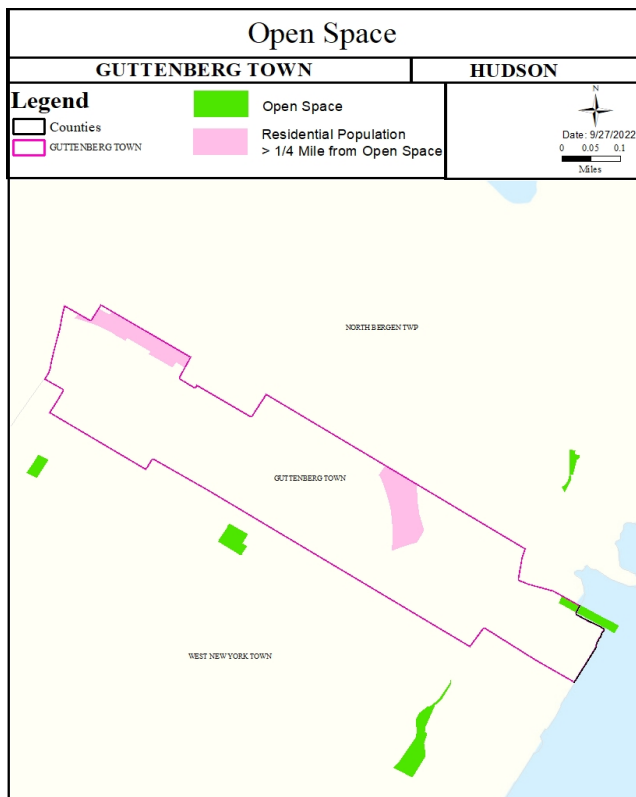 Open Space
GUTTENBERG TOWN
HUDSON
Legend
Counties
GUTTENBERG TOWN
Open Space
Residential Population
> 1/4 Mile from Open Space
N
Date: 9/27/2022
0 0.05 0.1
Miles
NORTH BERGEN TWP
GUTTENBERG TOWN
WEST NEW YORK TOWN